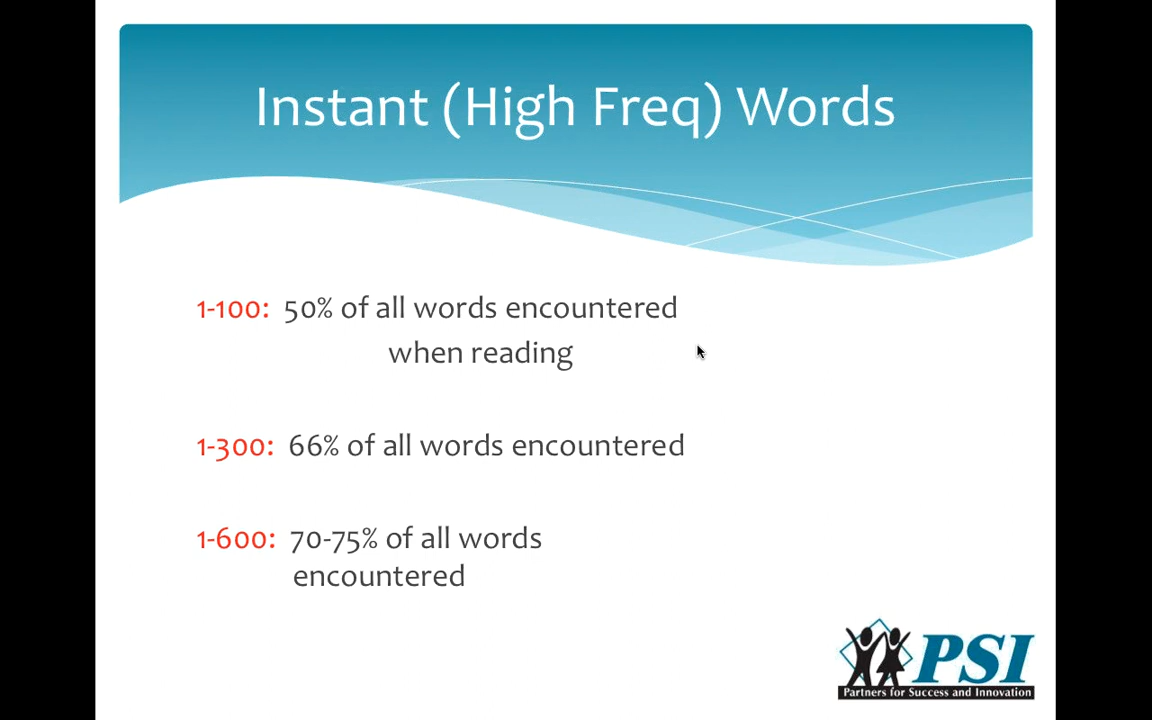 Instant (High Freq) Words
1-100: 50% of all words encountered
when reading
1-300: 66% of all words encountered
1-600: 70-75% of all words
encountered
PSI
Partners for Success and Innovation